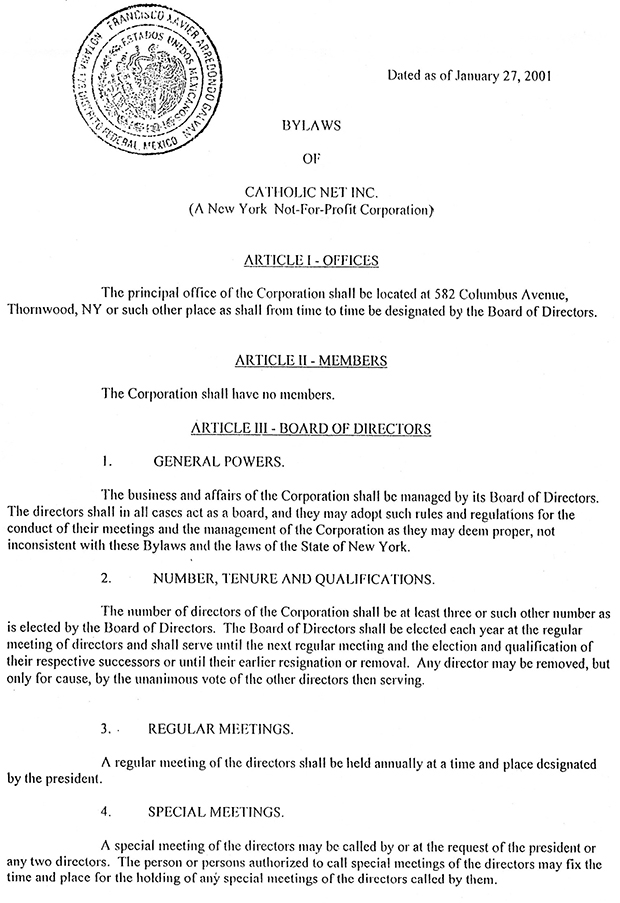 FRANCISCO XAVIER ARREDONDO GALVAN
NOTARIA 173 DISTRITO FEDERAL, MEXICO
ESTADOS UNIDOS MEXICANOS
Dated as of January 27, 2001
BYLAWS
OF
CATHOLIC NET INC.
(A New York Not-For-Profit Corporation)
ARTICLE I - OFFICES
The principal office of the Corporation shall be located at 582 Columbus Avenue,
Thornwood, NY or such other place as shall from time to time be designated by the Board of Directors.
ARTICLE II - MEMBERS
The Corporation shall have no members.
ARTICLE III - BOARD OF DIRECTORS
1. GENERAL POWERS.
The business and affairs of the Corporation shall be managed by its Board of Directors.
The directors shall in all cases act as a board, and they may adopt such rules and regulations for the
conduct of their meetings and the management of the Corporation as they may deem proper, not
inconsistent with these Bylaws and the laws of the State of New York.
2. NUMBER, TENURE AND QUALIFICATIONS.
The number of directors of the Corporation shall be at least three or such other number as
is elected by the Board of Directors. The Board of Directors shall be elected each year at the regular
meeting of directors and shall serve until the next regular meeting and the election and qualification of
their respective successors or until their earlier resignation or removal. Any director may be removed, but
only for cause, by the unanimous vote of the other directors then serving.
3. REGULAR MEETINGS.
A regular meeting of the directors shall be held annually at a time and place designated
by the president.
4. SPECIAL MEETINGS.
A special meeting of the directors may be called by or at the request of the president or
any two directors. The person or persons authorized to call special meetings of the directors may fix the
time and place for the holding of any special meetings of the directors called by them.